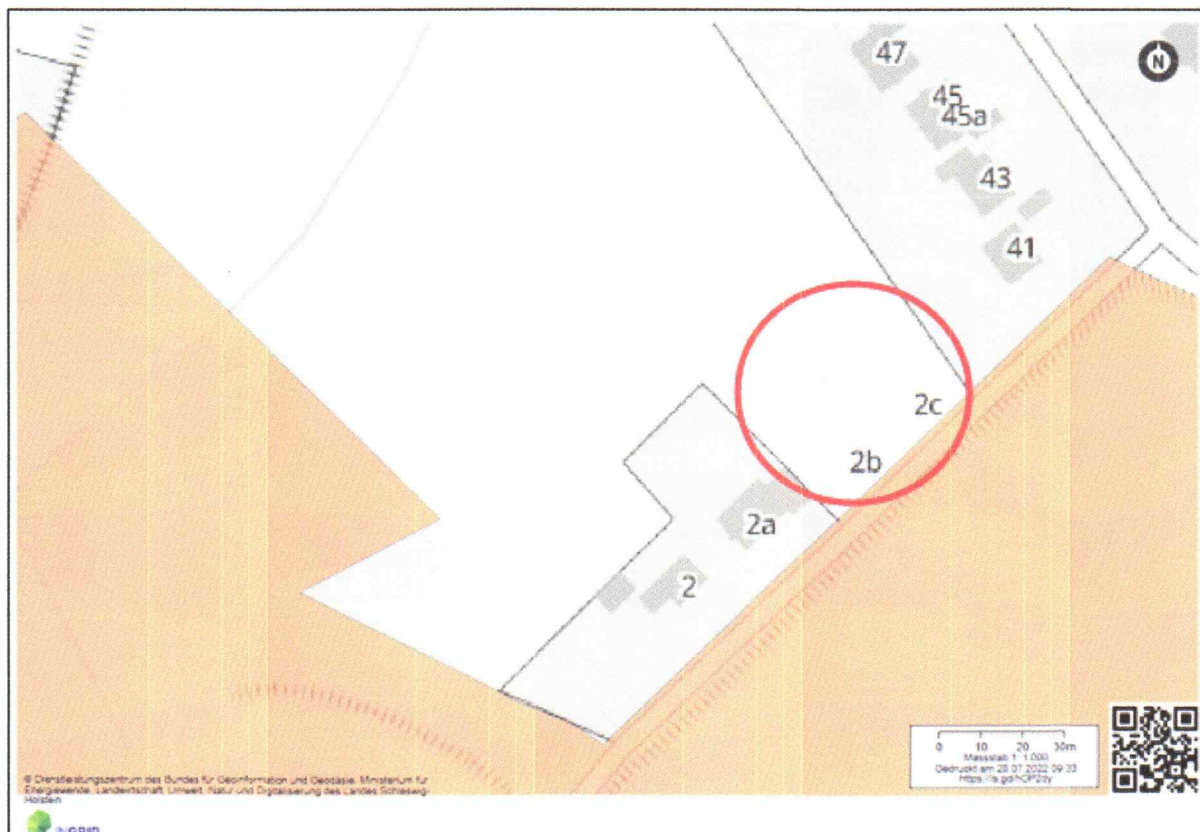 47
N
45
45a
43
41
2c
2b
2a
2
0 10 20 30m
Massstab 1: 1.000
Gedruckt am 28.07.2022 09:33
© Dienstleistungszentrum des Bundes für Geoinformation und Geodäsie, Ministerium für
Energiewende, Landwirtschaft, Umwelt, Natur und Digitalisierung des Landes Schleswig-
Holstein